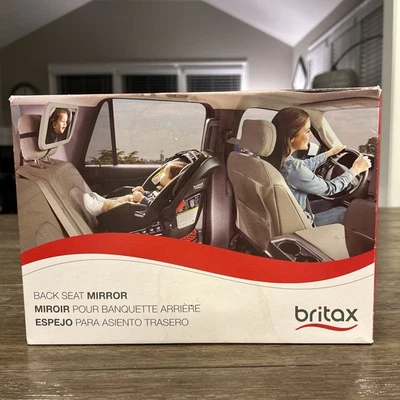 BACK SEAT MIRROR
MIROIR POUR BANQUETTE ARRIÈRE
ESPEJO PARA ASIENTO TRASERO
britax